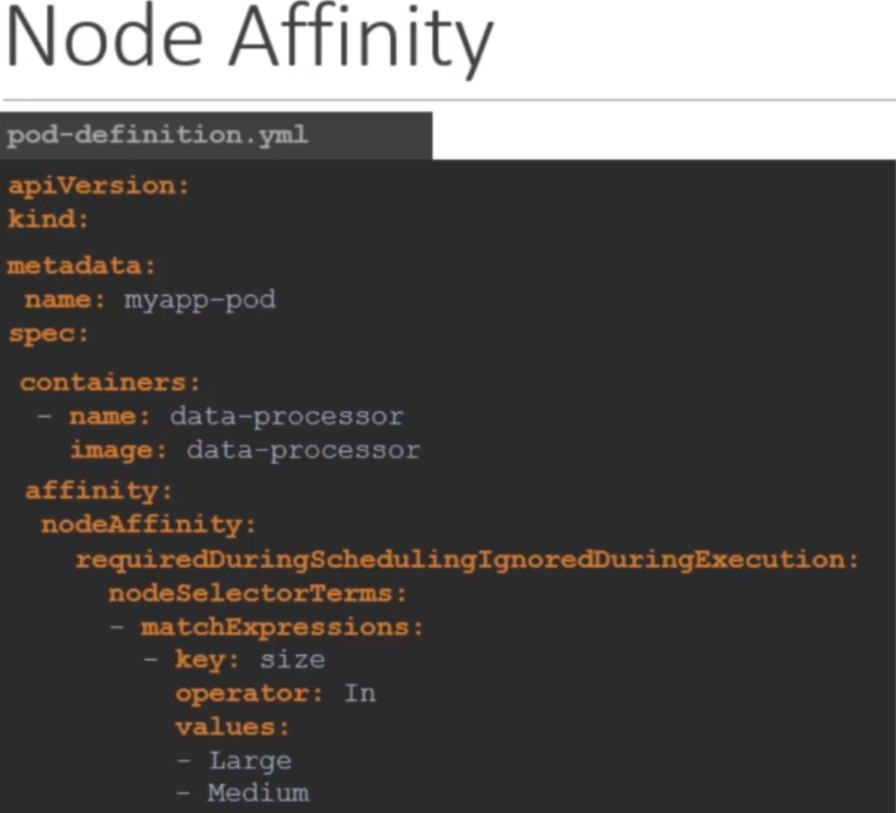 Node Affinity
pod-definition.yml
apiVersion:
kind:
metadata:
name: myapp-pod
spec:
containers:
- name: data-processor
image: data-processor
affinity:
nodeAffinity:
requiredDuringSchedulingIgnoredDuringExecution:
nodeSelectorTerms:
- matchExpressions:
- key: size
operator: In
values:
- Large
- Medium